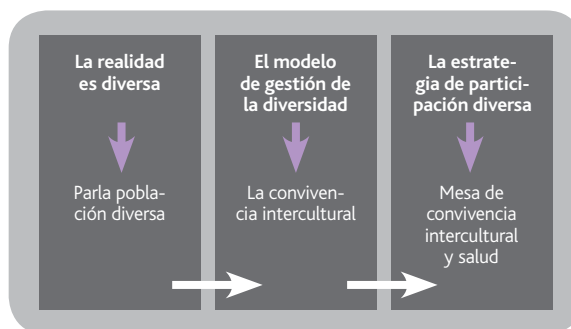 La realidad
es diversa
Parla pobla-
ción diversa
El modelo
de gestión de
la diversidad
La conviven-
cia intercultural
La estrate-
gia de partici-
pación diversa
Mesa de
convivencia
intercultural
y salud